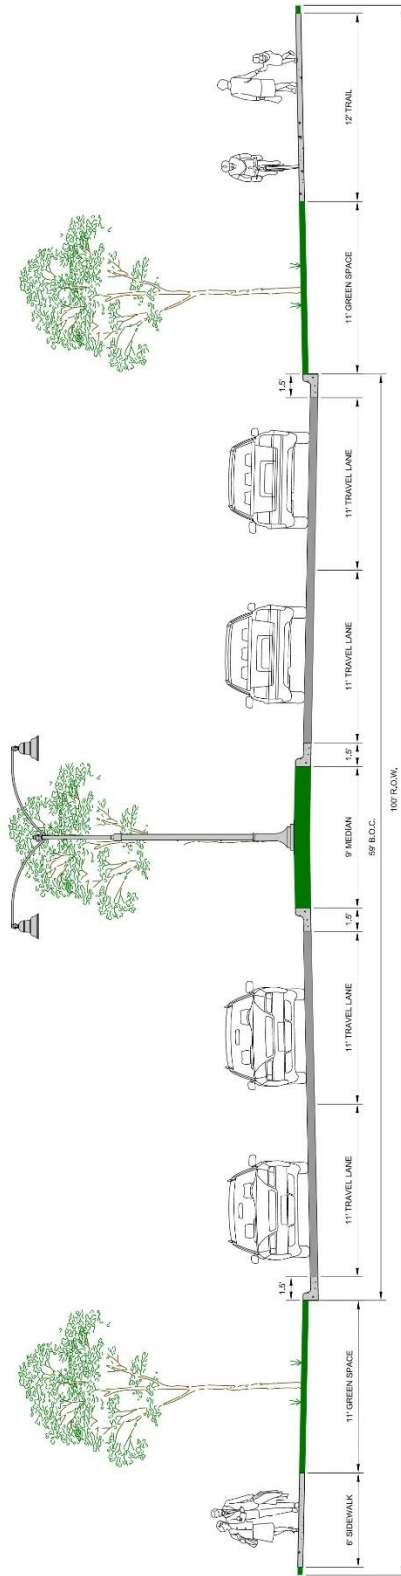 6' SIDEWALK
11' GREEN SPACE
1.5'
11' TRAVEL LANE
11' TRAVEL LANE
1.5'
9' MEDIAN
1.5'
11' TRAVEL LANE
11' TRAVEL LANE
1.5'
11' GREEN SPACE
12' TRAIL
59' B.O.C.
100' R.O.W.